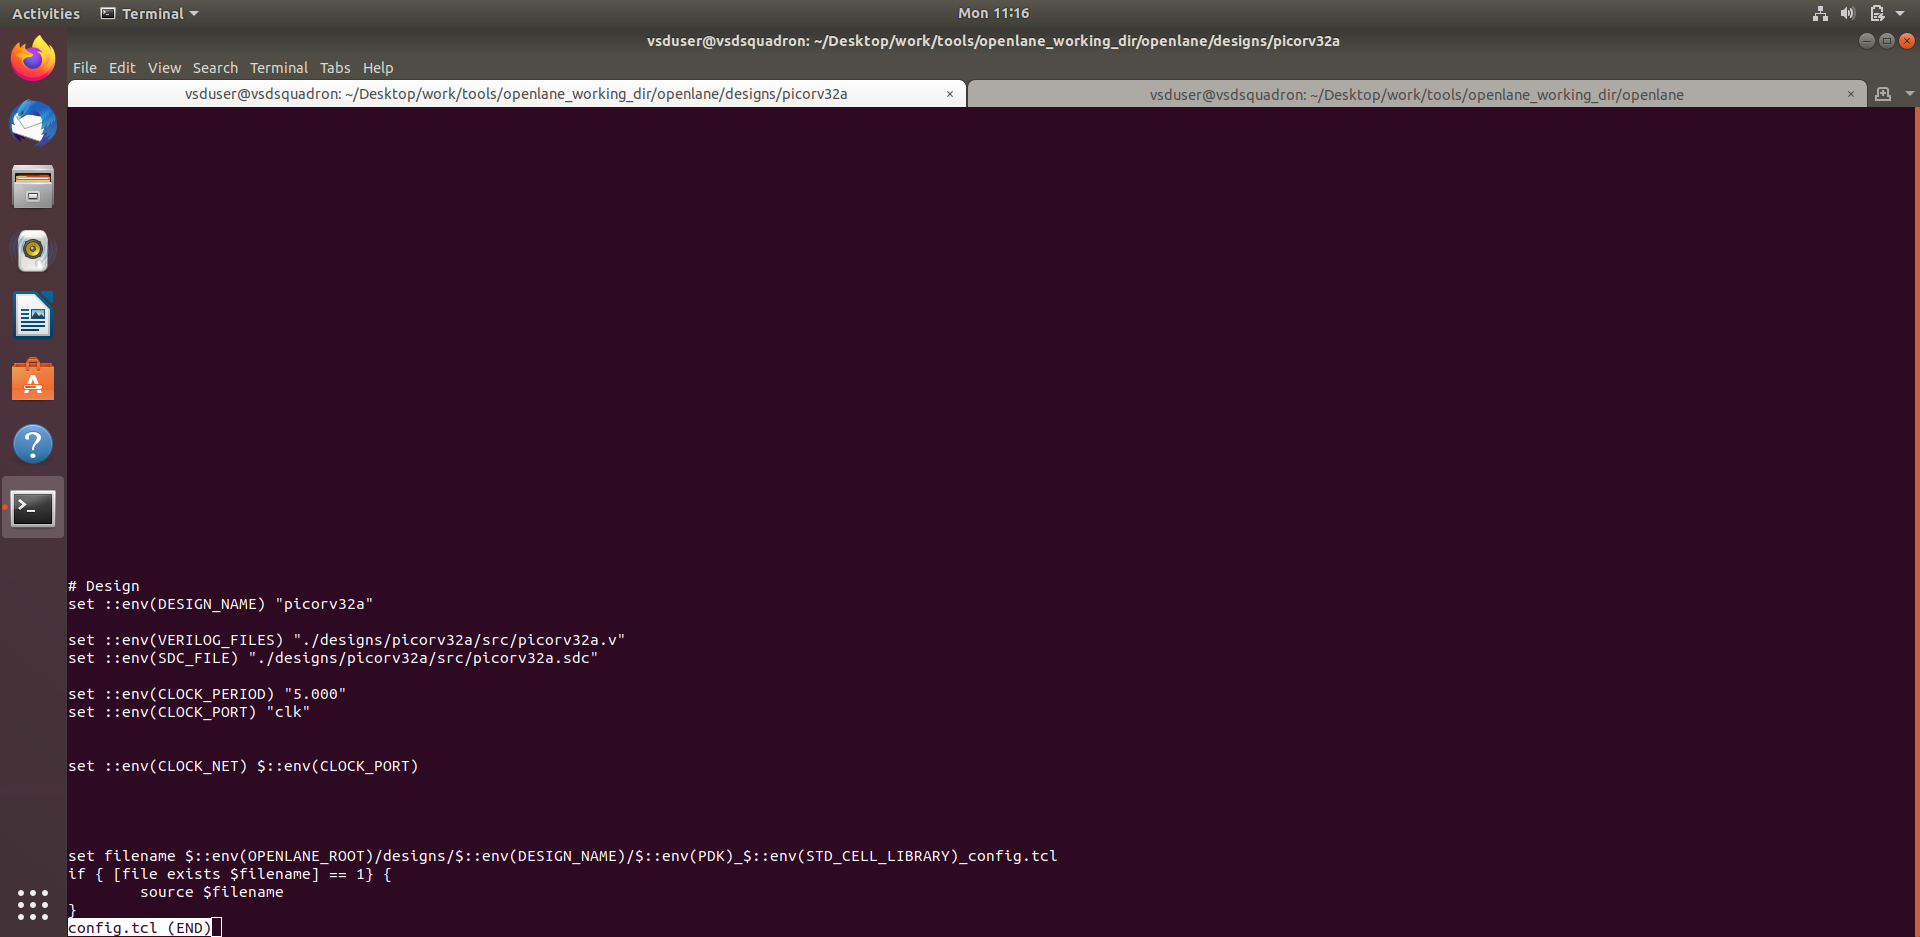 Activities Terminal Mon 11:16
vsduser@vsdsquadron: ~/Desktop/work/tools/openlane_working_dir/openlane/designs/picorv32a
File Edit View Search Terminal Tabs Help
vsduser@vsdsquadron: ~/Desktop/work/tools/openlane_working_dir/openlane/designs/picorv32a × vsduser@vsdsquadron: ~/Desktop/work/tools/openlane_working_dir/openlane ×
# Design
set ::env(DESIGN_NAME) "picorv32a"
set ::env(VERILOG_FILES) "./designs/picorv32a/src/picorv32a.v"
set ::env(SDC_FILE) "./designs/picorv32a/src/picorv32a.sdc"
set ::env(CLOCK_PERIOD) "5.000"
set ::env(CLOCK_PORT) "clk"
set ::env(CLOCK_NET) $::env(CLOCK_PORT)
set filename $::env(OPENLANE_ROOT)/designs/$::env(DESIGN_NAME)/$::env(PDK)_$::env(STD_CELL_LIBRARY)_config.tcl
if { [file exists $filename] == 1} {
        source $filename
}
config.tcl (END)